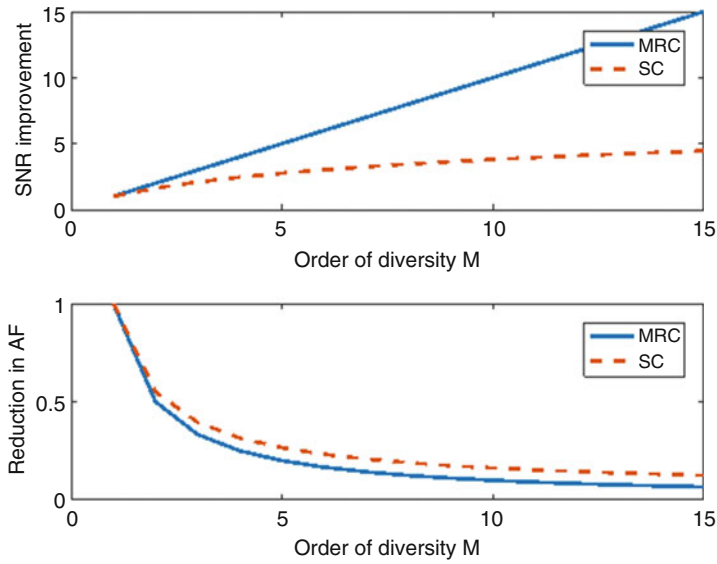 15
10
5
0
SNR improvement
MRC
SC
0
5
10
15
Order of diversity M
1
0.5
0
Reduction in AF
MRC
SC
0
5
10
15
Order of diversity M